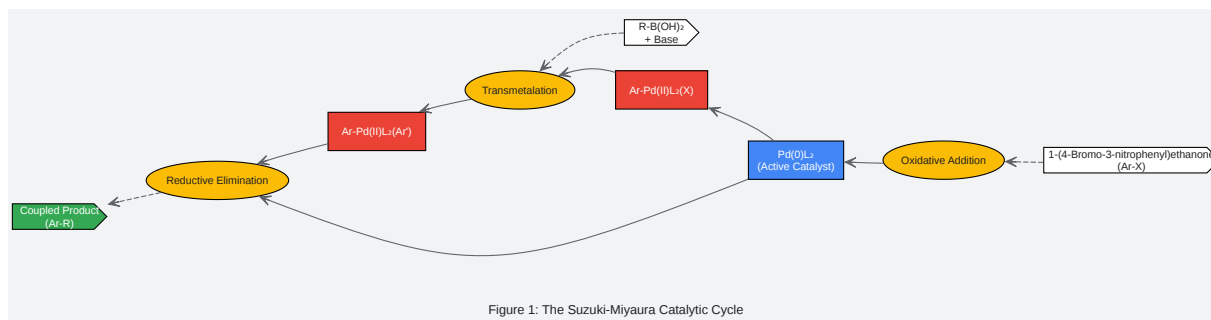 R-B(OH)₂
+ Base
Transmetalation
Ar-Pd(II)L₂(X)
Ar-Pd(II)L₂(Ar')
Pd(0)L₂
(Active Catalyst)
Oxidative Addition
1-(4-Bromo-3-nitrophenyl)ethanone
(Ar-X)
Reductive Elimination
Coupled Product
(Ar-R)
Figure 1: The Suzuki-Miyaura Catalytic Cycle